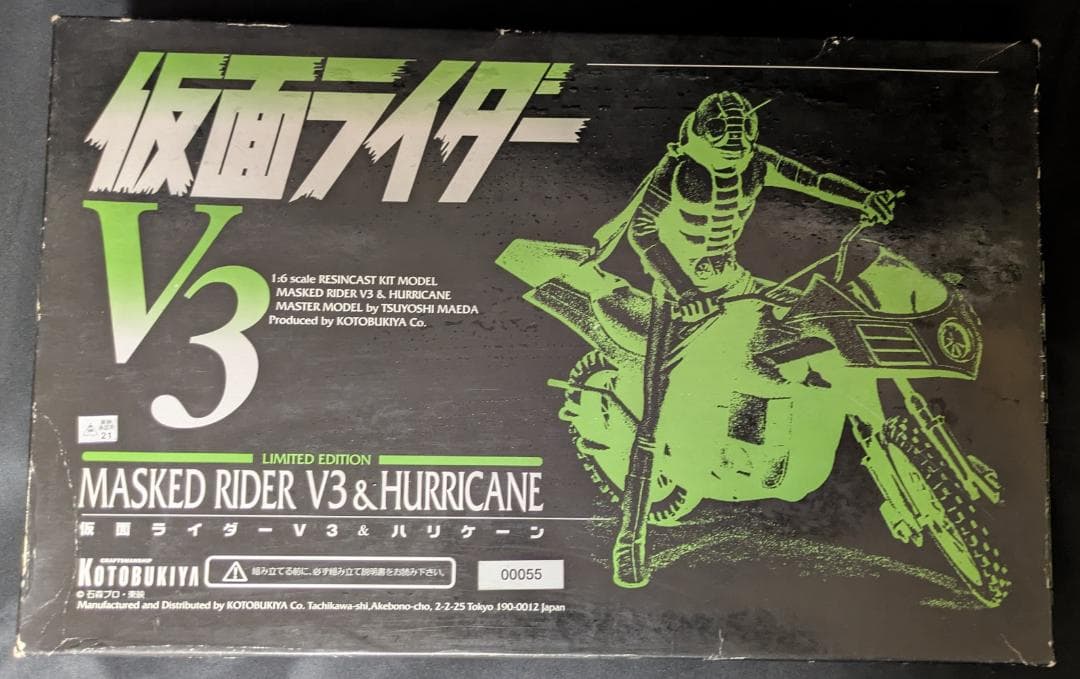 仮面ライダー
V3
1:6 scale RESINCAST KIT MODEL
MASKED RIDER V3 & HURRICANE
MASTER MODEL by TSUYOSHI MAEDA
Produced by KOTOBUKIYA Co.
21
LIMITED EDITION
MASKED RIDER V3 & HURRICANE
仮面ライダーV3&ハリケーン
CRAFTSMANSHIP
KOTOBUKIYA
組み立てる前に、必ず組み立て説明書をお読み下さい。
00055
© 石森プロ・東映
Manufactured and Distributed by KOTOBUKIYA Co. Tachikawa-shi,Akebono-cho, 2-2-25 Tokyo 190-0012 Japan